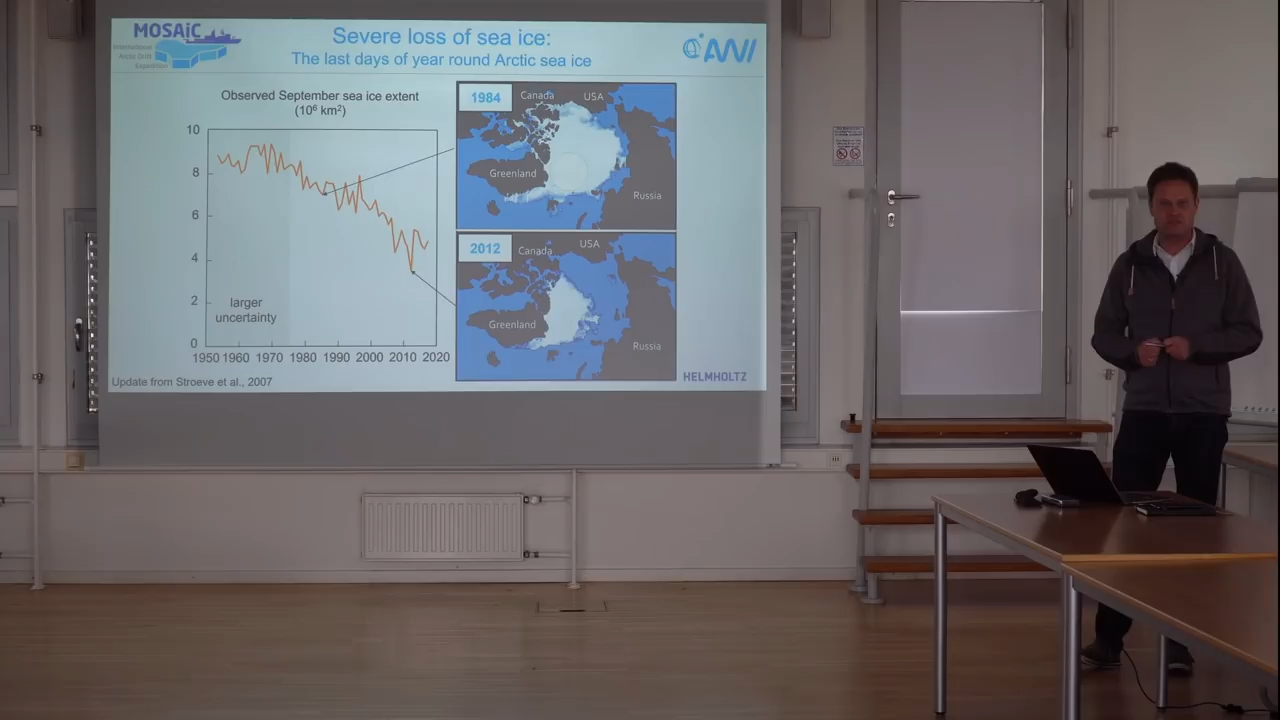 MOSAiC
International
Arctic Drift
Expedition
Severe loss of sea ice:
The last days of year round Arctic sea ice
AWI
Observed September sea ice extent
(10⁶ km²)
10
8
6
4
2
0
larger
uncertainty
1950 1960 1970 1980 1990 2000 2010 2020
1984
Canada
USA
Greenland
Russia
2012
Canada
USA
Greenland
Russia
Update from Stroeve et al., 2007
HELMHOLTZ